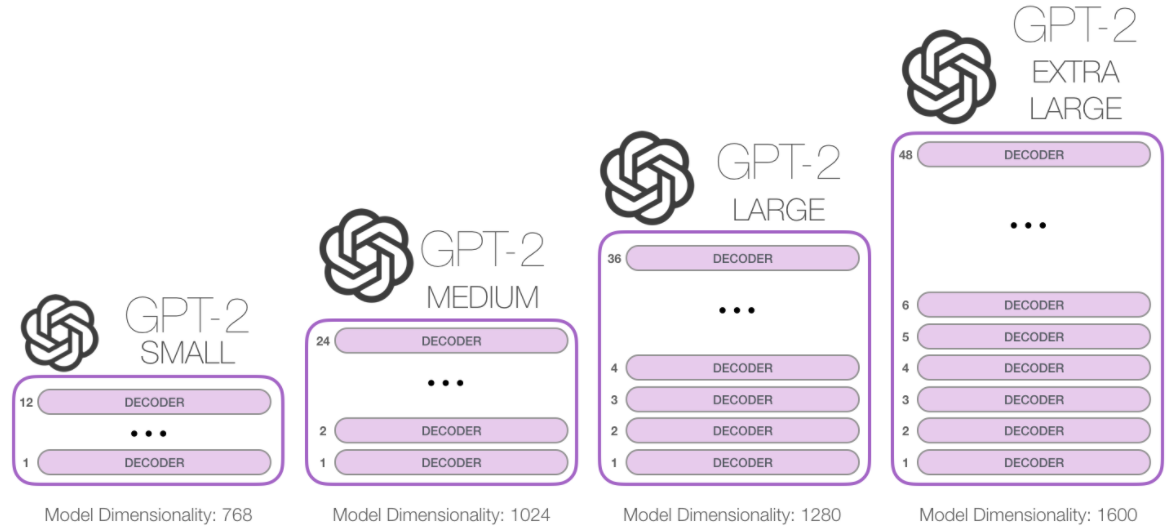 GPT-2
SMALL
12 DECODER
...
1 DECODER
Model Dimensionality: 768
GPT-2
MEDIUM
24 DECODER
...
2 DECODER
1 DECODER
Model Dimensionality: 1024
GPT-2
LARGE
36 DECODER
...
4 DECODER
3 DECODER
2 DECODER
1 DECODER
Model Dimensionality: 1280
GPT-2
EXTRA
LARGE
48 DECODER
...
6 DECODER
5 DECODER
4 DECODER
3 DECODER
2 DECODER
1 DECODER
Model Dimensionality: 1600